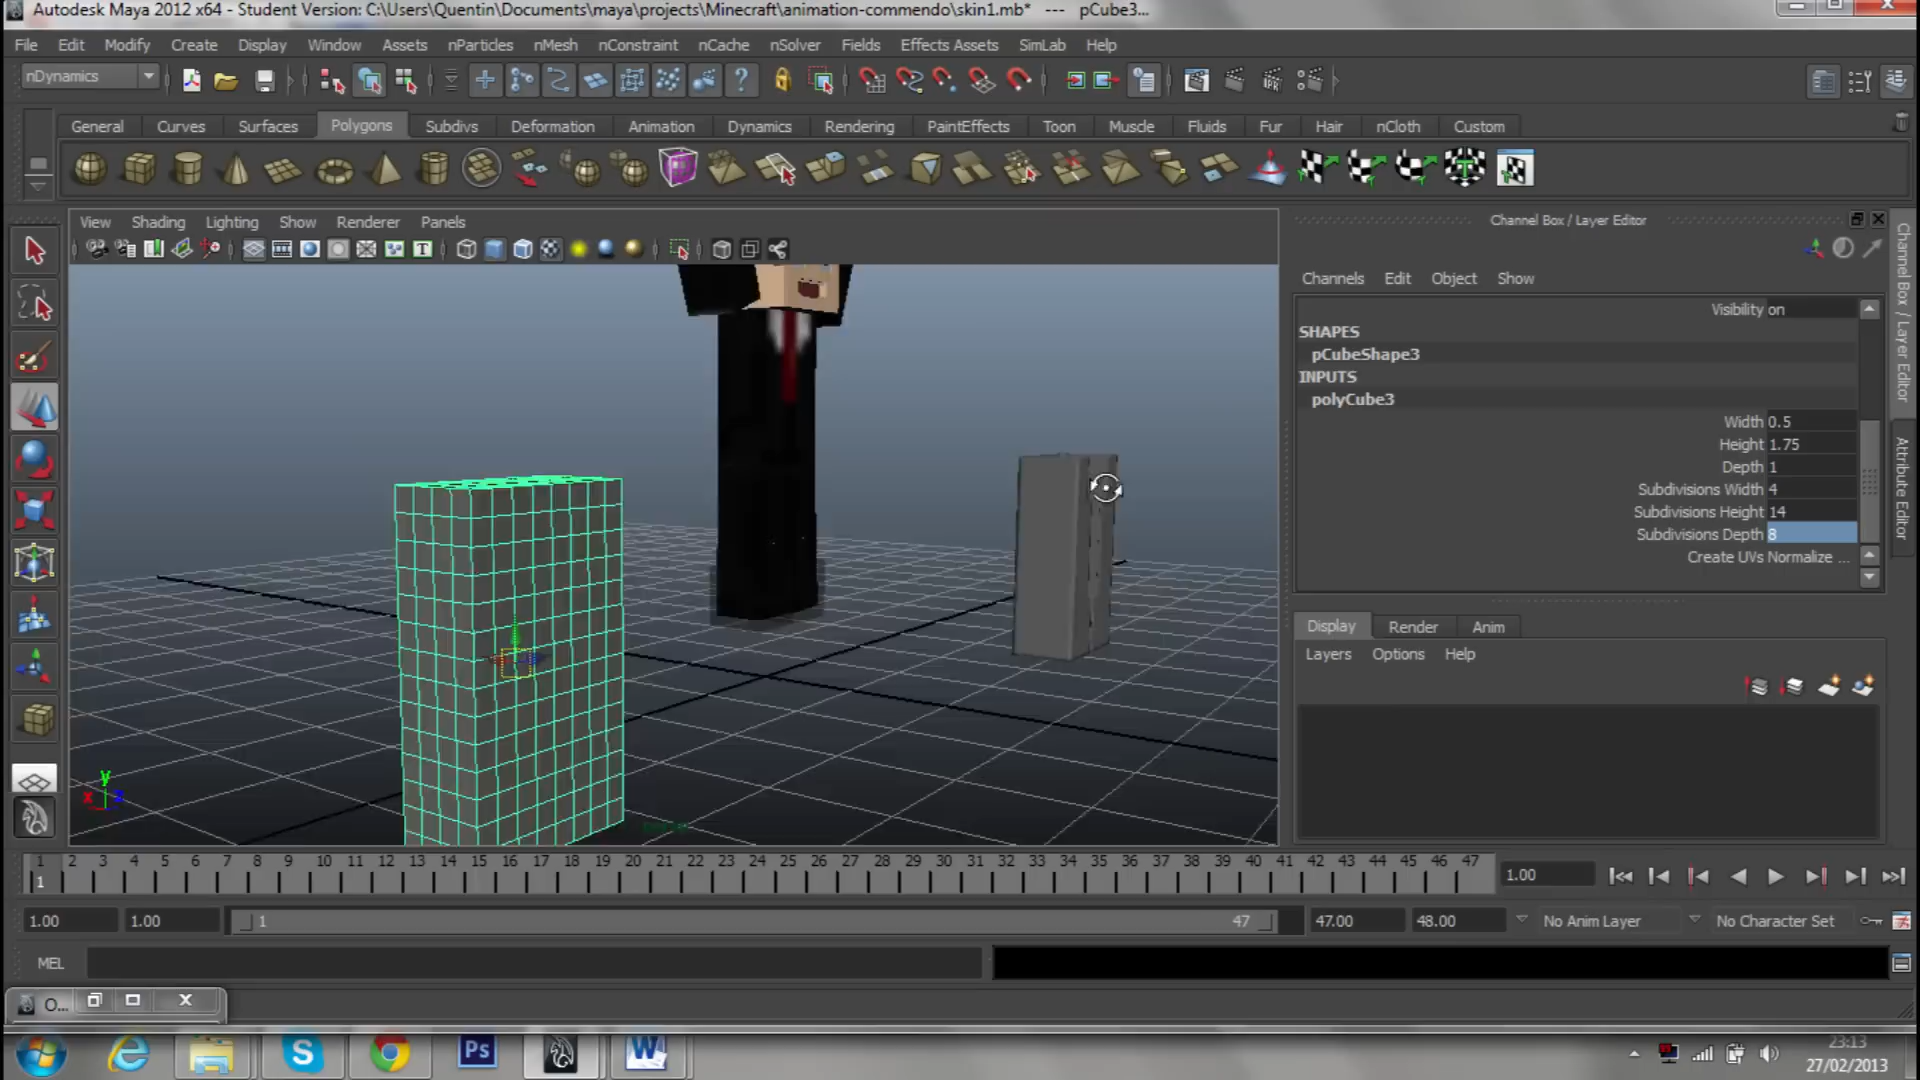 Autodesk Maya 2012 x64 - Student Version: C:\Users\Quentin\Documents\maya\projects\Minecraft\animation-commendo\skin1.mb* --- pCube3...
File Edit Modify Create Display Window Assets nParticles nMesh nConstraint nCache nSolver Fields Effects Assets SimLab Help
nDynamics
General Curves Surfaces Polygons Subdivs Deformation Animation Dynamics Rendering PaintEffects Toon Muscle Fluids Fur Hair nCloth Custom
View Shading Lighting Show Renderer Panels
Channel Box / Layer Editor
Channels Edit Object Show
Visibility on
SHAPES
pCubeShape3
INPUTS
polyCube3
Width 0.5
Height 1.75
Depth 1
Subdivisions Width 4
Subdivisions Height 14
Subdivisions Depth 8
Create UVs Normalize ...
Channel Box / Layer Editor
Attribute Editor
Display Render Anim
Layers Options Help
y
x
z
1 2 3 4 5 6 7 8 9 10 11 12 13 14 15 16 17 18 19 20 21 22 23 24 25 26 27 28 29 30 31 32 33 34 35 36 37 38 39 40 41 42 43 44 45 46 47
1
1.00
1.00 1.00 1 47 47.00 48.00 No Anim Layer No Character Set
MEL
O...
Ps
23:13
27/02/2013